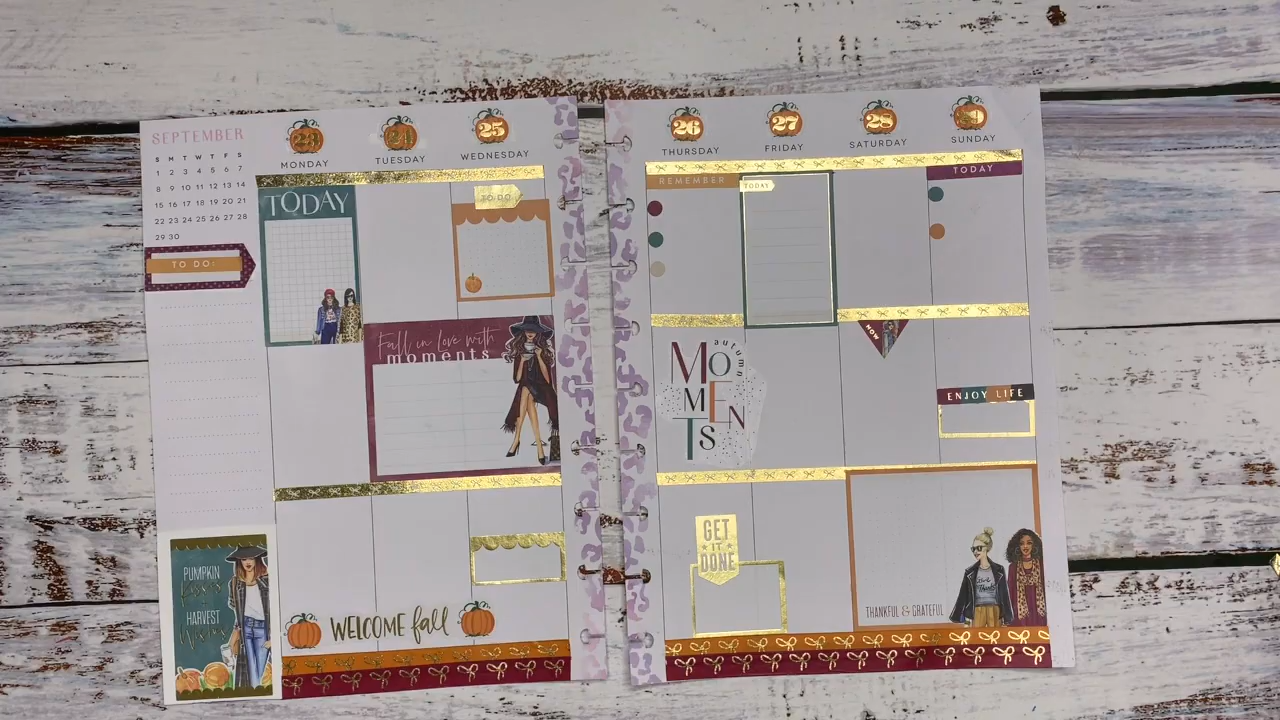 SEPTEMBER
S M T W T F S
1 2 3 4 5 6 7
8 9 10 11 12 13 14
15 16 17 18 19 20 21
22 23 24 25 26 27 28
29 30
TO DO:
PUMPKIN
Kisses
HARVEST
Wishes
23
MONDAY
24
TUESDAY
25
WEDNESDAY
TODAY
TO DO
Fall in love with
moments
WELCOME fall
26
THURSDAY
27
FRIDAY
28
SATURDAY
29
SUNDAY
REMEMBER
TODAY
TODAY
autumn
MOMENTS
NOW
ENJOY LIFE
GET
IT
DONE
THANKFUL & GRATEFUL